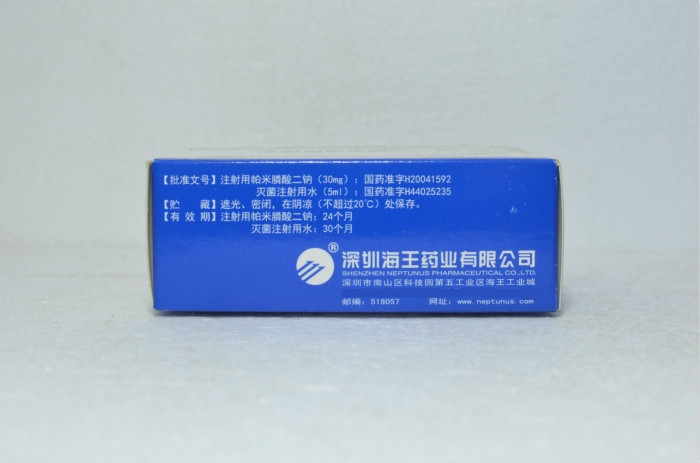 【批准文号】注射用帕米膦酸二钠（30mg）：国药准字H20041592
灭菌注射用水（5ml）：国药准字H44025235
【贮　　藏】遮光、密闭，在阴凉（不超过20℃）处保存。
【有 效 期】注射用帕米膦酸二钠：24个月
灭菌注射用水：30个月
®
深圳海王药业有限公司
SHENZHEN NEPTUNUS PHARMACEUTICAL CO.,LTD.
深圳市南山区科技园第五工业区海王工业城
邮编：518057　　网址：www.neptunus.com